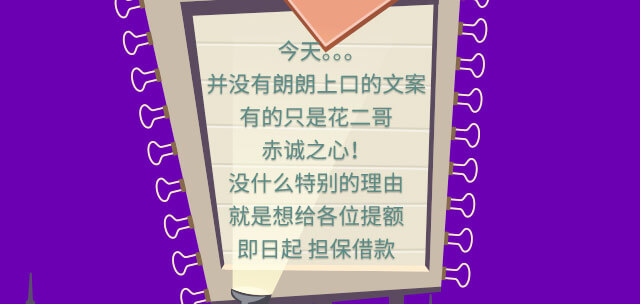 今天。。。
并没有朗朗上口的文案
有的只是花二哥
赤诚之心！
没什么特别的理由
就是想给各位提额
即日起 担保借款